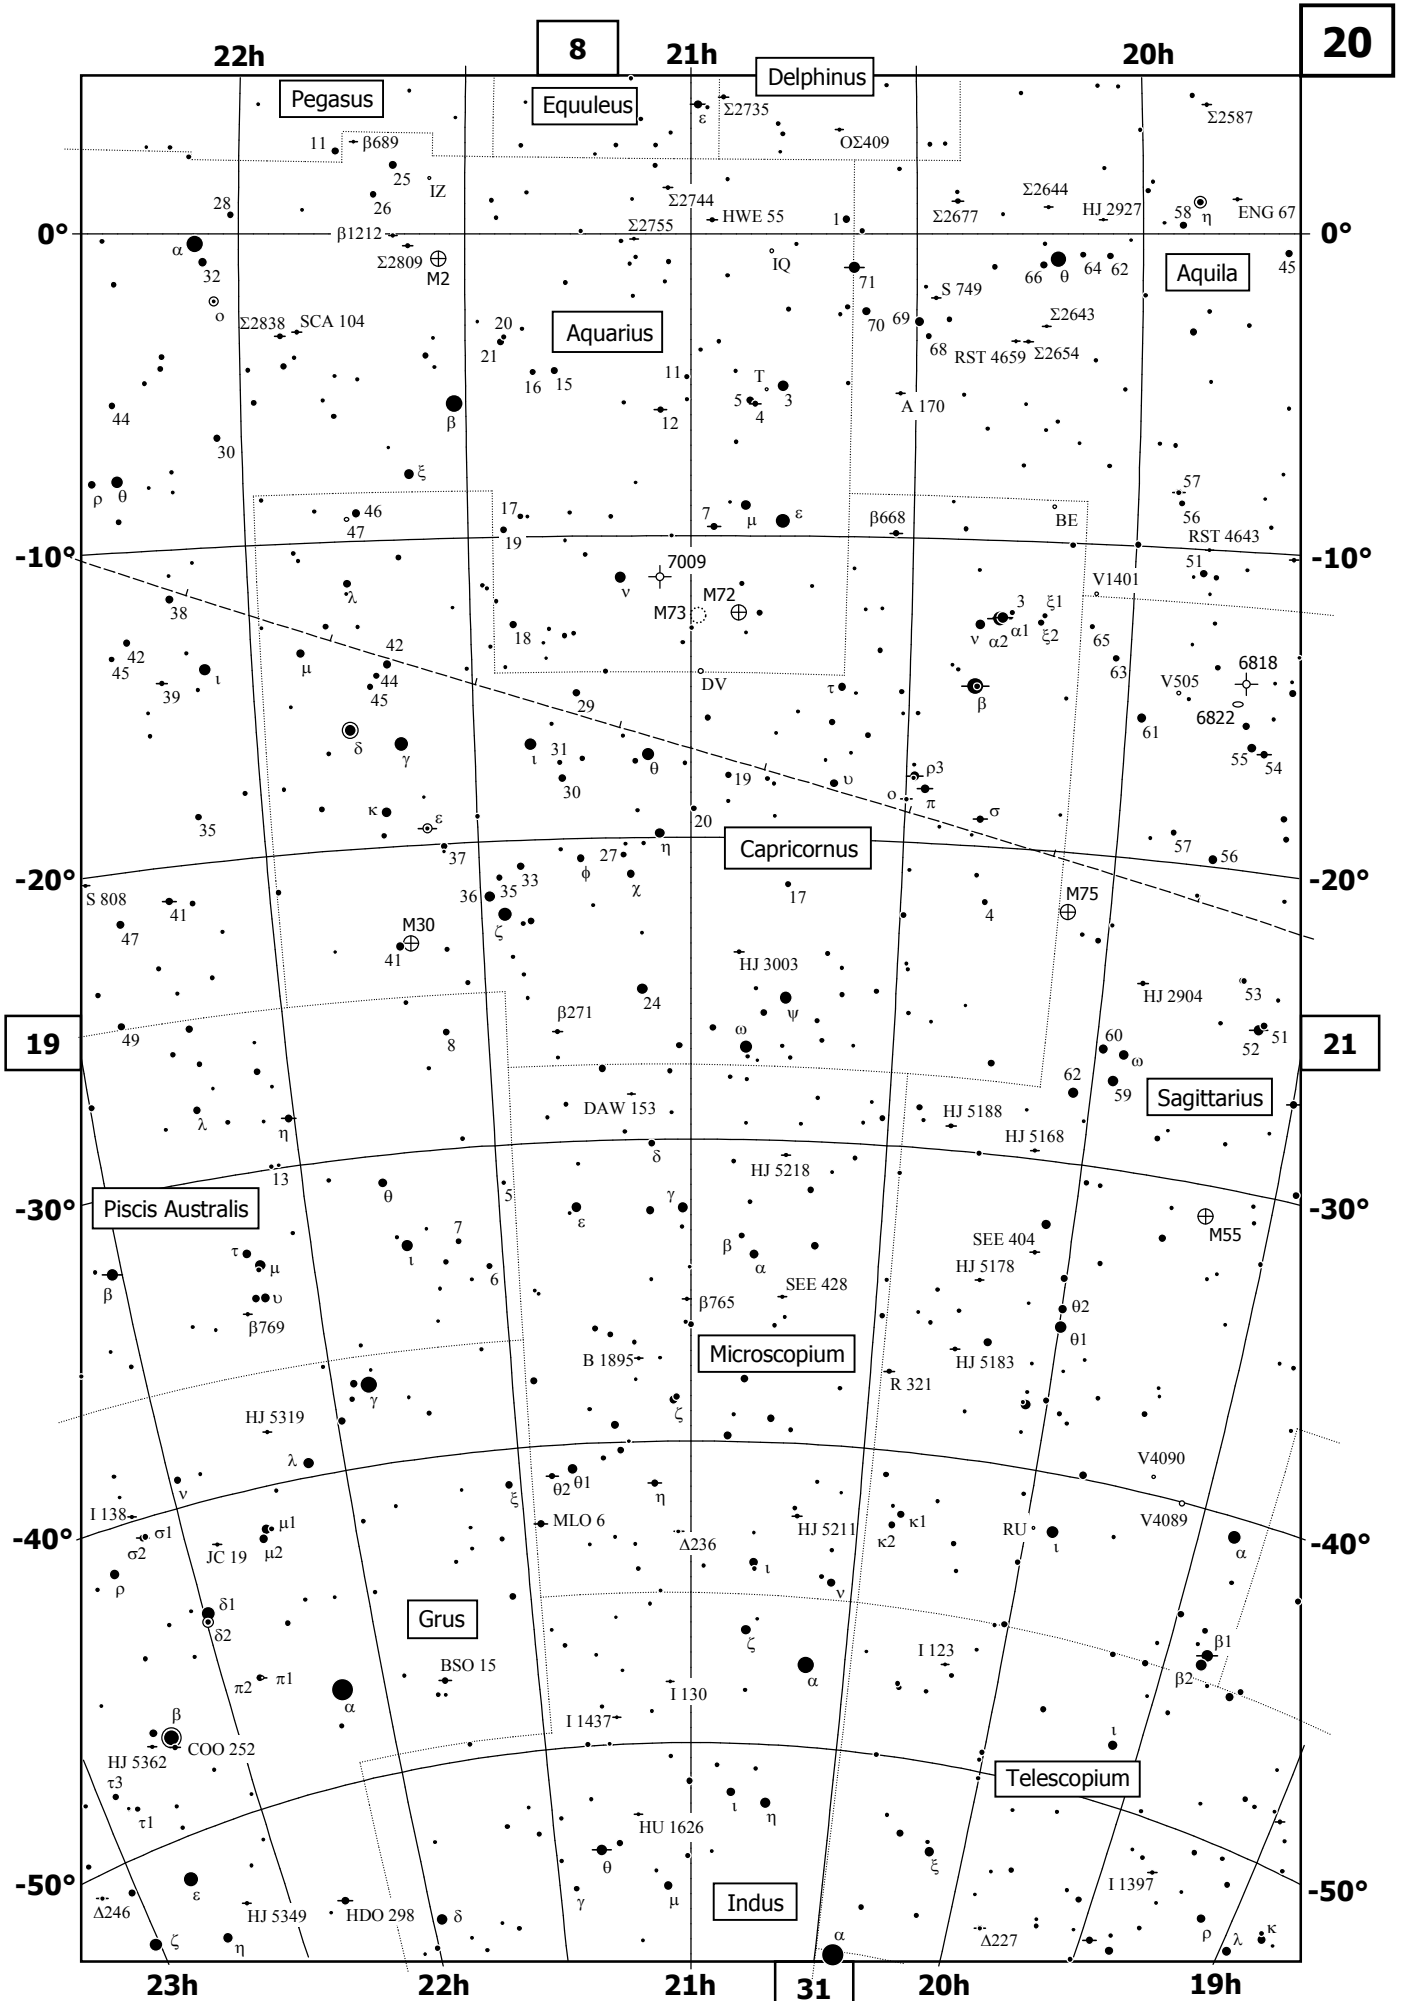 22h 8 21h 20h 20
Pegasus Equuleus Delphinus
ε Σ2735 Σ2587
11 β689 ΟΣ409
25 IZ
26 Σ2744 Σ2644
28 Σ2755 HWE 55 1 Σ2677 HJ 2927 58 η ENG 67
0° β1212 0°
α 32 Σ2809 M2 IQ 71 66 θ 64 62 Aquila 45
ο S 749
Σ2838 SCA 104 20 21 Aquarius 70 69 68 Σ2643
RST 4659 Σ2654
16 15 11 T 3
44 β 12 5 4 A 170
30
ρ θ ξ 57
46 47 17 7 μ ε β668 BE 56
19 RST 4643
-10° -10°
7009 51
λ ν M72 V1401
38 M73 3 ξ1
18 ν α2 α1 ξ2 65
42 μ 42 63 6818
45 ι 44 DV τ V505
39 45 29 β 6822
61
δ γ ι 31 θ 55 54
30 19 υ ρ3
κ ε ο π
35 20 σ
37 η Capricornus 57 56
φ 27
-20° 33 χ -20°
S 808 36 35 17 M75
41 ζ 4
47 M30
41 HJ 3003
24 ψ HJ 2904 53
49 β271 ω
19 8 60 ω 52 51 21
62 59 Sagittarius
DAW 153 HJ 5188
λ η HJ 5168
δ
13 HJ 5218
θ 5 γ
-30° Piscis Australis ε -30°
7 M55
τ μ ι β α SEE 404
6 HJ 5178
β υ β765 SEE 428 θ2
β769 θ1
B 1895 Microscopium HJ 5183
γ R 321
HJ 5319 ζ
λ V4090
ν θ2 θ1 η
ξ
I 138 μ1 MLO 6 HJ 5211 κ1 V4089
σ1 κ2 RU
-40° σ2 JC 19 μ2 Δ236 ι α -40°
ρ ι ν
δ1 Grus
δ2 ζ
BSO 15 I 123 β1
π2 π1 α β2
α I 130
β I 1437 ι
HJ 5362 COO 252
τ3 Telescopium
τ1 ι η
HU 1626
θ ξ
-50° ε γ μ I 1397 -50°
Δ246 HJ 5349 HDO 298 δ Indus Δ227 ρ κ
ζ η α λ
23h 22h 21h 31 20h 19h